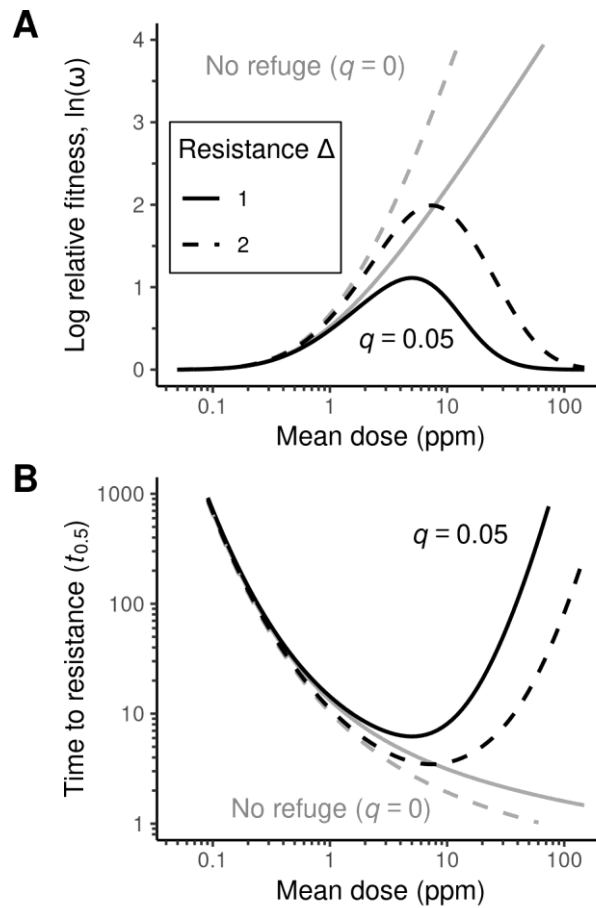 A
Log relative fitness, ln(ω)
4
3
2
1
0
No refuge (q = 0)
Resistance Δ
1
2
q = 0.05
0.1
1
10
100
Mean dose (ppm)
B
Time to resistance (t0.5)
1000
100
10
1
q = 0.05
No refuge (q = 0)
0.1
1
10
100
Mean dose (ppm)